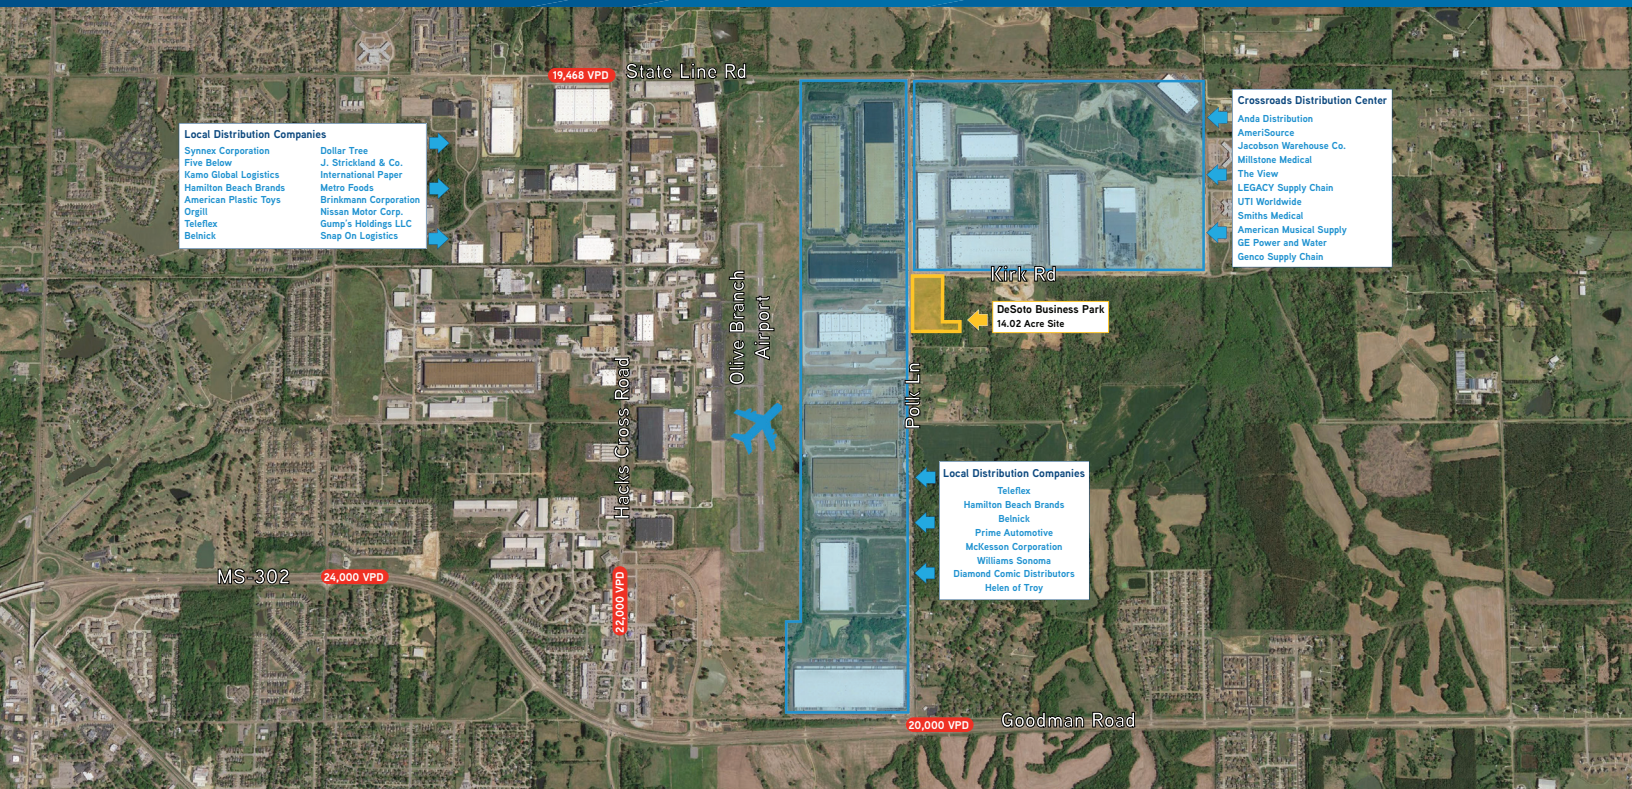 19,468 VPD
State Line Rd
Local Distribution Companies
Synnex Corporation
Five Below
Kamo Global Logistics
Hamilton Beach Brands
American Plastic Toys
Orgill
Teleflex
Belnick
Dollar Tree
J. Strickland & Co.
International Paper
Metro Foods
Brinkmann Corporation
Nissan Motor Corp.
Gump's Holdings LLC
Snap On Logistics
Crossroads Distribution Center
Anda Distribution
AmeriSource
Jacobson Warehouse Co.
Millstone Medical
The View
LEGACY Supply Chain
UTI Worldwide
Smiths Medical
American Musical Supply
GE Power and Water
Genco Supply Chain
Kirk Rd
DeSoto Business Park
14.02 Acre Site
Olive Branch
Airport
Hacks Cross Road
Polk Ln
Local Distribution Companies
Teleflex
Hamilton Beach Brands
Belnick
Prime Automotive
McKesson Corporation
Williams Sonoma
Diamond Comic Distributors
Helen of Troy
MS 302
24,000 VPD
22,000 VPD
20,000 VPD
Goodman Road